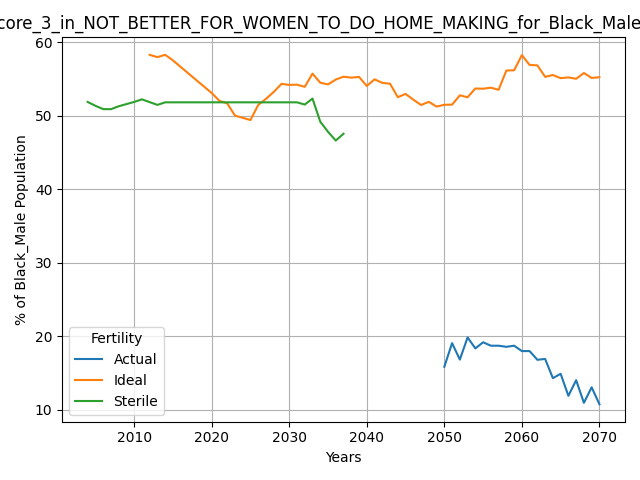 core_3_in_NOT_BETTER_FOR_WOMEN_TO_DO_HOME_MAKING_for_Black_Male
60
50
40
30
20
10
% of Black_Male Population
Fertility
Actual
Ideal
Sterile
2010 2020 2030 2040 2050 2060 2070
Years